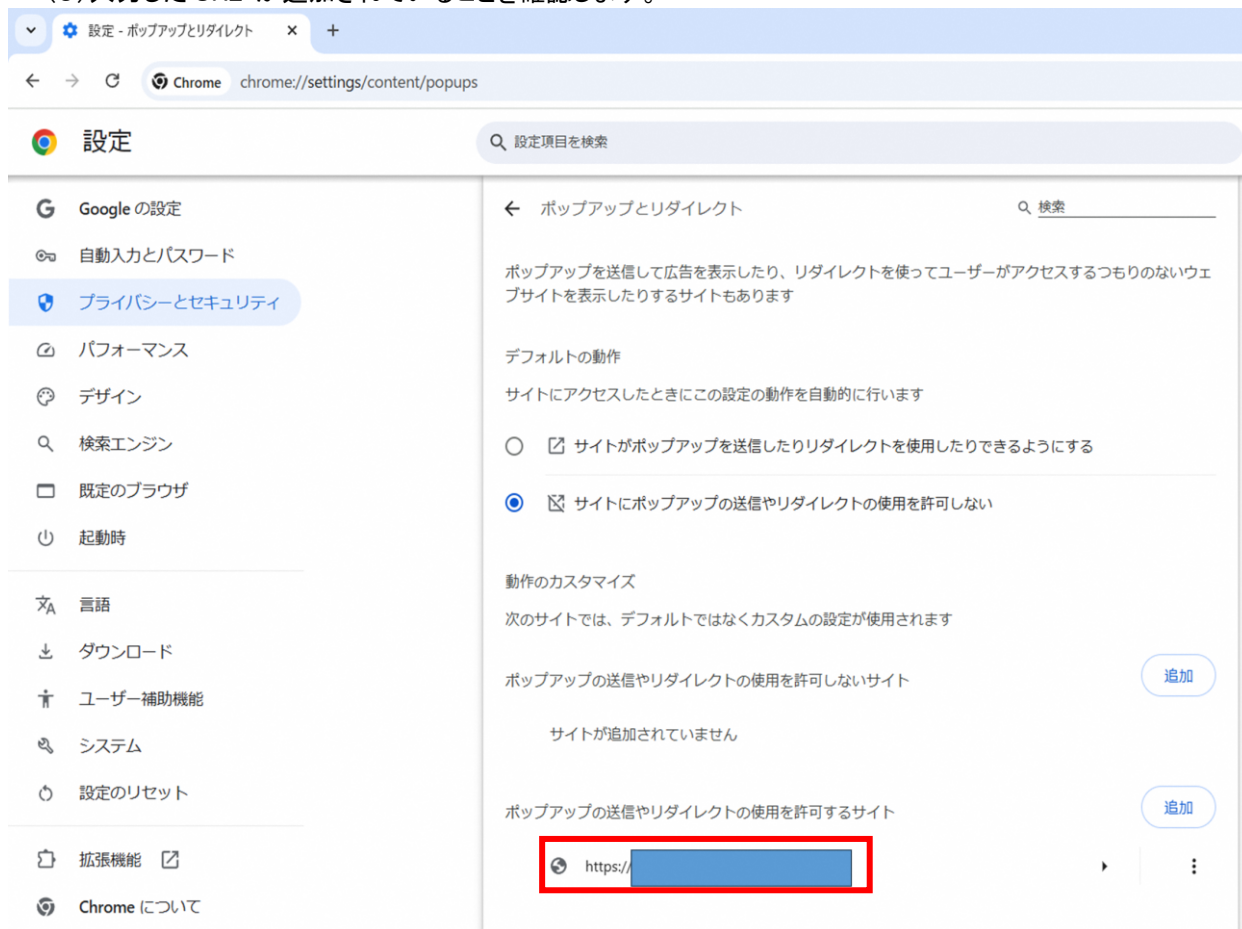 設定 - ポップアップとリダイレクト
Chrome chrome://settings/content/popups
設定
設定項目を検索
Google の設定
自動入力とパスワード
プライバシーとセキュリティ
パフォーマンス
デザイン
検索エンジン
既定のブラウザ
起動時
言語
ダウンロード
ユーザー補助機能
システム
設定のリセット
拡張機能
Chrome について
ポップアップとリダイレクト
検索
ポップアップを送信して広告を表示したり、リダイレクトを使ってユーザーがアクセスするつもりのないウェ
ブサイトを表示したりするサイトもあります
デフォルトの動作
サイトにアクセスしたときにこの設定の動作を自動的に行います
サイトがポップアップを送信したりリダイレクトを使用したりできるようにする
サイトにポップアップの送信やリダイレクトの使用を許可しない
動作のカスタマイズ
次のサイトでは、デフォルトではなくカスタムの設定が使用されます
ポップアップの送信やリダイレクトの使用を許可しないサイト
追加
サイトが追加されていません
ポップアップの送信やリダイレクトの使用を許可するサイト
追加
https://